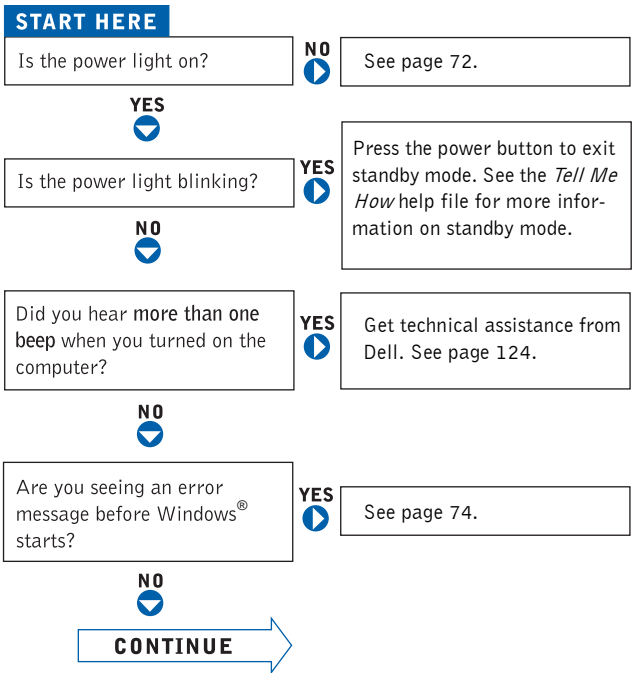 START HERE
Is the power light on?
NO
See page 72.
YES
Is the power light blinking?
YES
Press the power button to exit
standby mode. See the Tell Me
How help file for more infor-
mation on standby mode.
NO
Did you hear more than one
beep when you turned on the
computer?
YES
Get technical assistance from
Dell. See page 124.
NO
Are you seeing an error
message before Windows®
starts?
YES
See page 74.
NO
CONTINUE